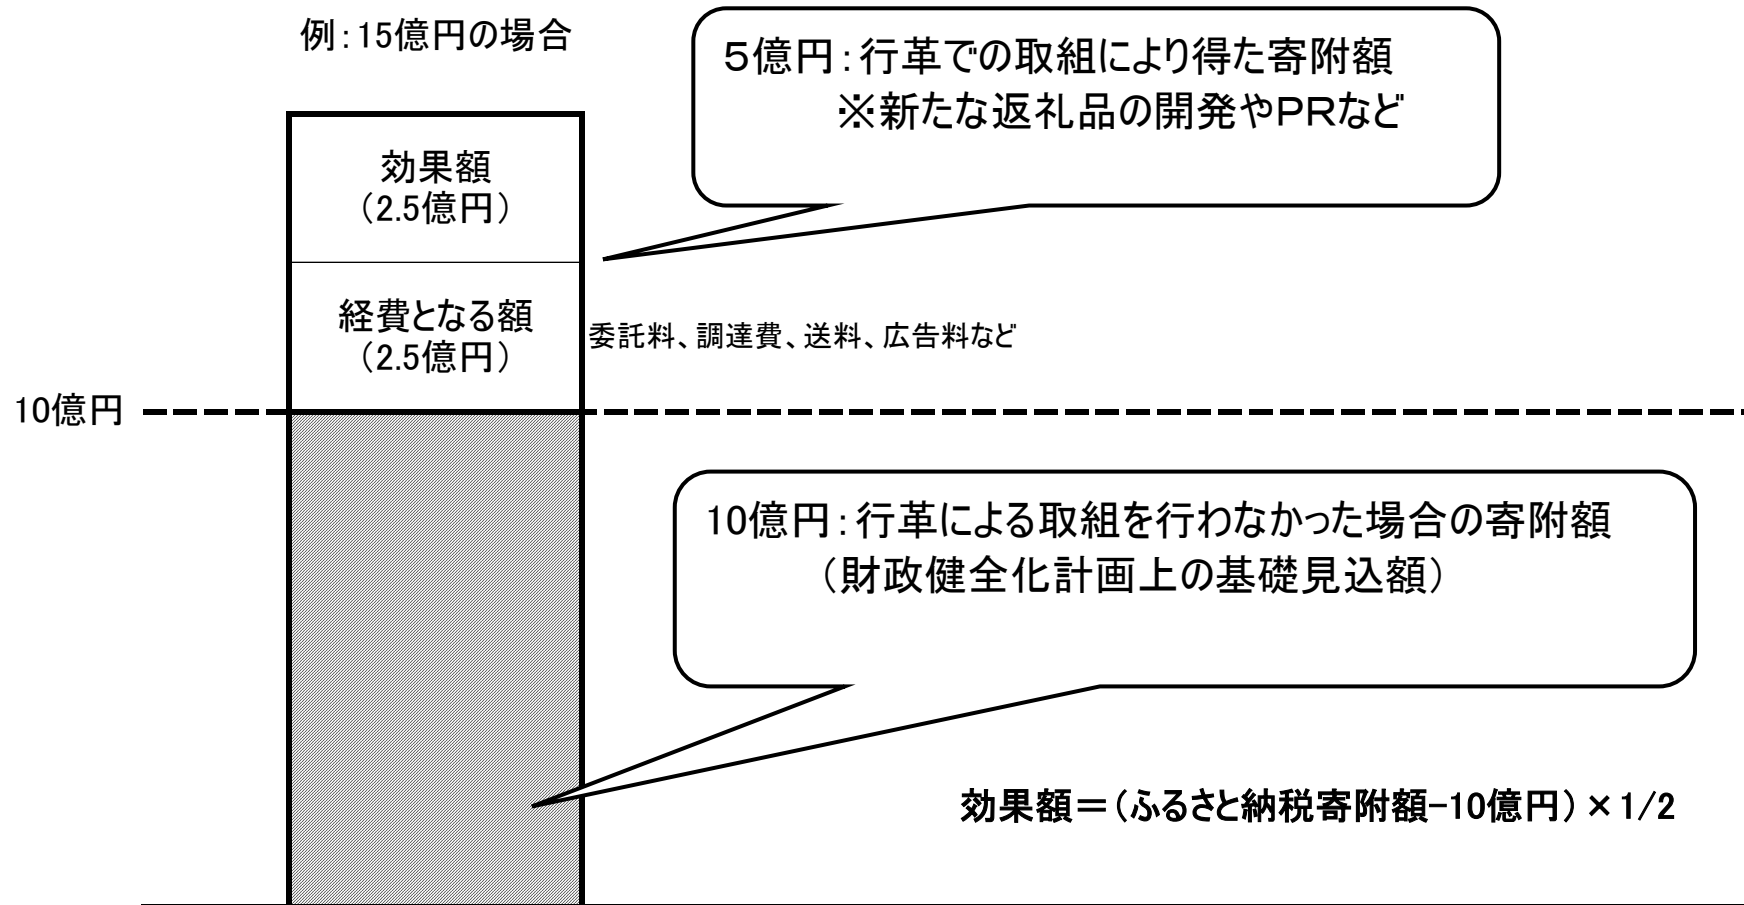 例：15億円の場合
５億円：行革での取組により得た寄附額
※新たな返礼品の開発やＰＲなど
効果額
（2.5億円）
経費となる額
（2.5億円）
委託料、調達費、送料、広告料など
10億円
10億円：行革による取組を行わなかった場合の寄附額
（財政健全化計画上の基礎見込額）
効果額＝（ふるさと納税寄附額-10億円）×1/2